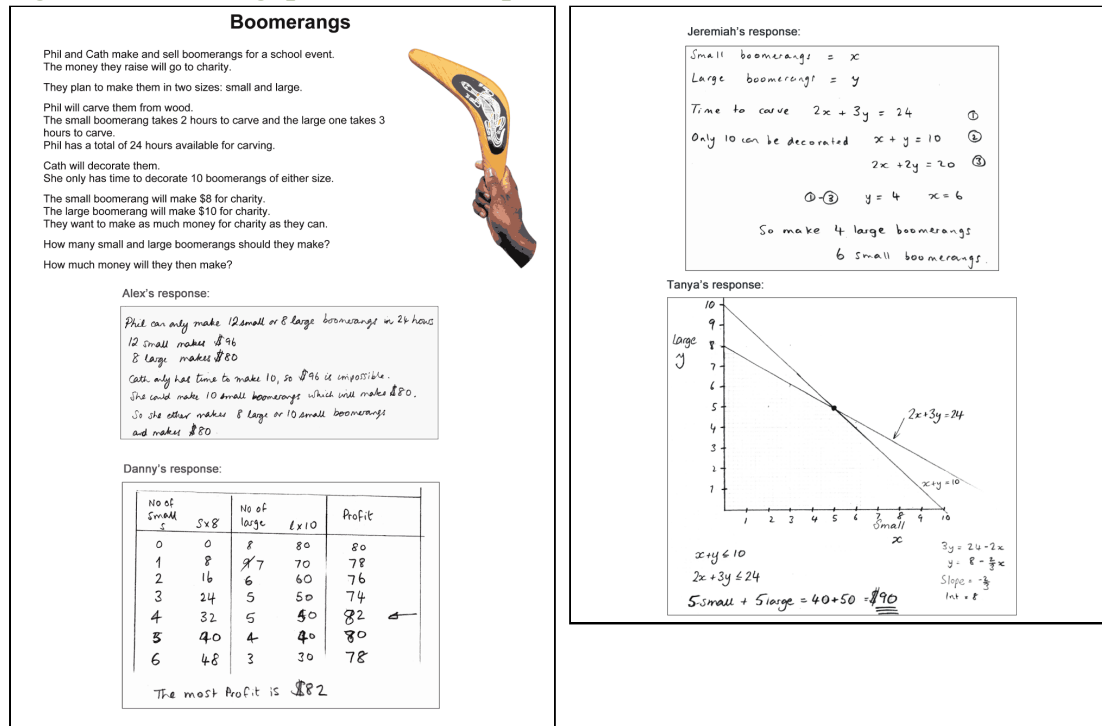 Boomerangs
Phil and Cath make and sell boomerangs for a school event.
The money they raise will go to charity.
They plan to make them in two sizes: small and large.
Phil will carve them from wood.
The small boomerang takes 2 hours to carve and the large one takes 3
hours to carve.
Phil has a total of 24 hours available for carving.
Cath will decorate them.
She only has time to decorate 10 boomerangs of either size.
The small boomerang will make $8 for charity.
The large boomerang will make $10 for charity.
They want to make as much money for charity as they can.
How many small and large boomerangs should they make?
How much money will they then make?
Alex's response:
Phil can only make 12 small or 8 large boomerangs in 24 hours
12 small makes $96
8 large makes $80
Cath only has time to make 10, so $96 is impossible.
She could make 10 small boomerangs which will make $80.
So she either makes 8 large or 10 small boomerangs
and makes $80.
Danny's response:
No of small s | S x 8 | No of large | l x 10 | Profit
0 0 8 80 80
1 8 7 70 78
2 16 6 60 76
3 24 5 50 74
4 32 5 50 82
5 40 4 40 80
6 48 3 30 78
The most Profit is $82
Jeremiah's response:
Small boomerangs = x
Large boomerangs = y
Time to carve 2x + 3y = 24 ①
Only 10 can be decorated x + y = 10 ②
2x + 2y = 20 ③
①-③ y = 4 x = 6
So make 4 large boomerangs
6 small boomerangs.
Tanya's response:
10
9
large 8
y 7
6
5
4
3
2
1
2x+3y=24
x+y=10
1 2 3 4 5 6 7 8 9 10
Small
x
x+y ≤ 10
2x+3y ≤ 24
5 small + 5 large = 40+50 = $90
3y = 24-2x
y = 8 - 2/3 x
Slope = -2/3
Int = 8